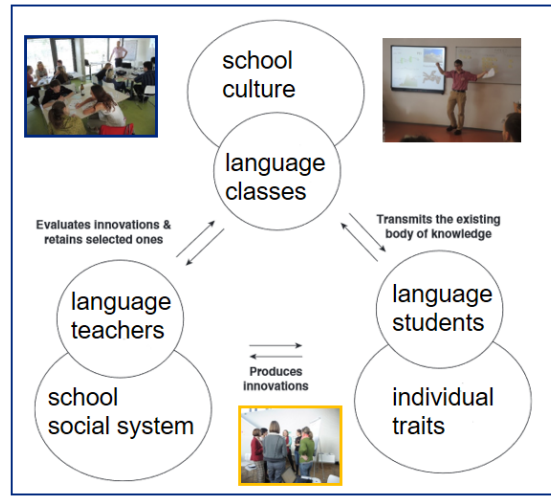 school
culture
language
classes
Evaluates innovations &
retains selected ones
Transmits the existing
body of knowledge
language
teachers
language
students
Produces
innovations
school
social system
individual
traits